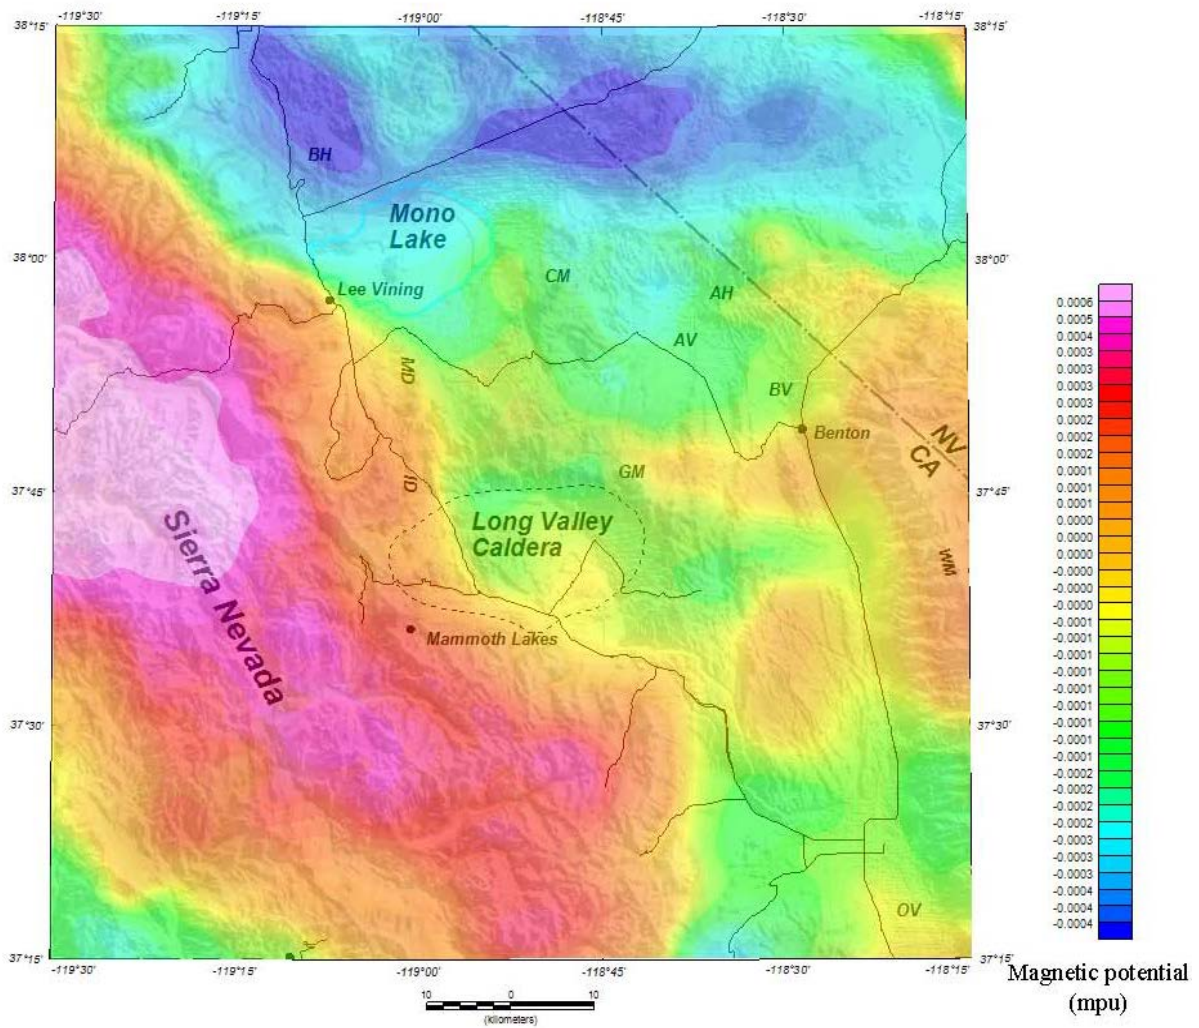 -119°30' -119°15' -119°00' -118°45' -118°30' -118°15'
38°15' 38°15'
BH
Mono
Lake
38°00' 38°00'
CM
AH
Lee Vining
AV
MD
BV
Benton
NV
CA
GM
ID
37°45' 37°45'
Long Valley
Caldera
Sierra Nevada
WM
Mammoth Lakes
37°30' 37°30'
OV
37°15' 37°15'
-119°30' -119°15' -119°00' -118°45' -118°30' -118°15'
10 0 10
(kilometers)
0.0006
0.0005
0.0004
0.0003
0.0003
0.0003
0.0003
0.0002
0.0002
0.0002
0.0001
0.0001
0.0001
0.0000
0.0000
0.0000
-0.0000
-0.0000
-0.0000
-0.0001
-0.0001
-0.0001
-0.0001
-0.0001
-0.0001
-0.0001
-0.0001
-0.0002
-0.0002
-0.0002
-0.0002
-0.0003
-0.0003
-0.0003
-0.0004
-0.0004
-0.0004
Magnetic potential
(mpu)